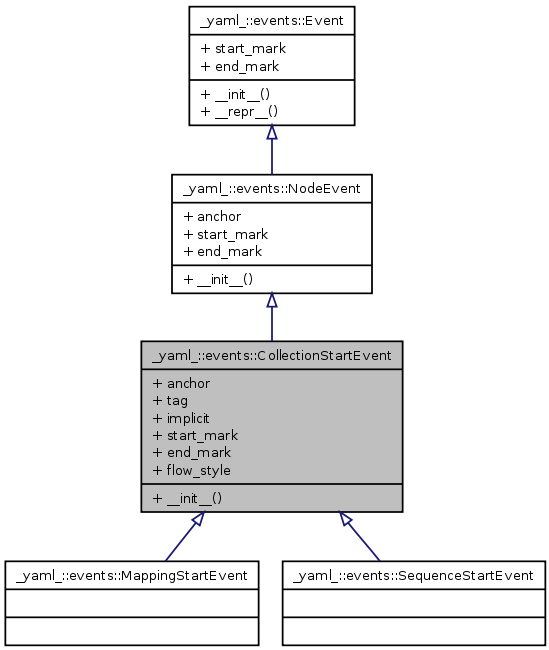 _yaml_::events::Event
+ start_mark
+ end_mark
+ __init__()
+ __repr__()
_yaml_::events::NodeEvent
+ anchor
+ start_mark
+ end_mark
+ __init__()
_yaml_::events::CollectionStartEvent
+ anchor
+ tag
+ implicit
+ start_mark
+ end_mark
+ flow_style
+ __init__()
_yaml_::events::MappingStartEvent
_yaml_::events::SequenceStartEvent